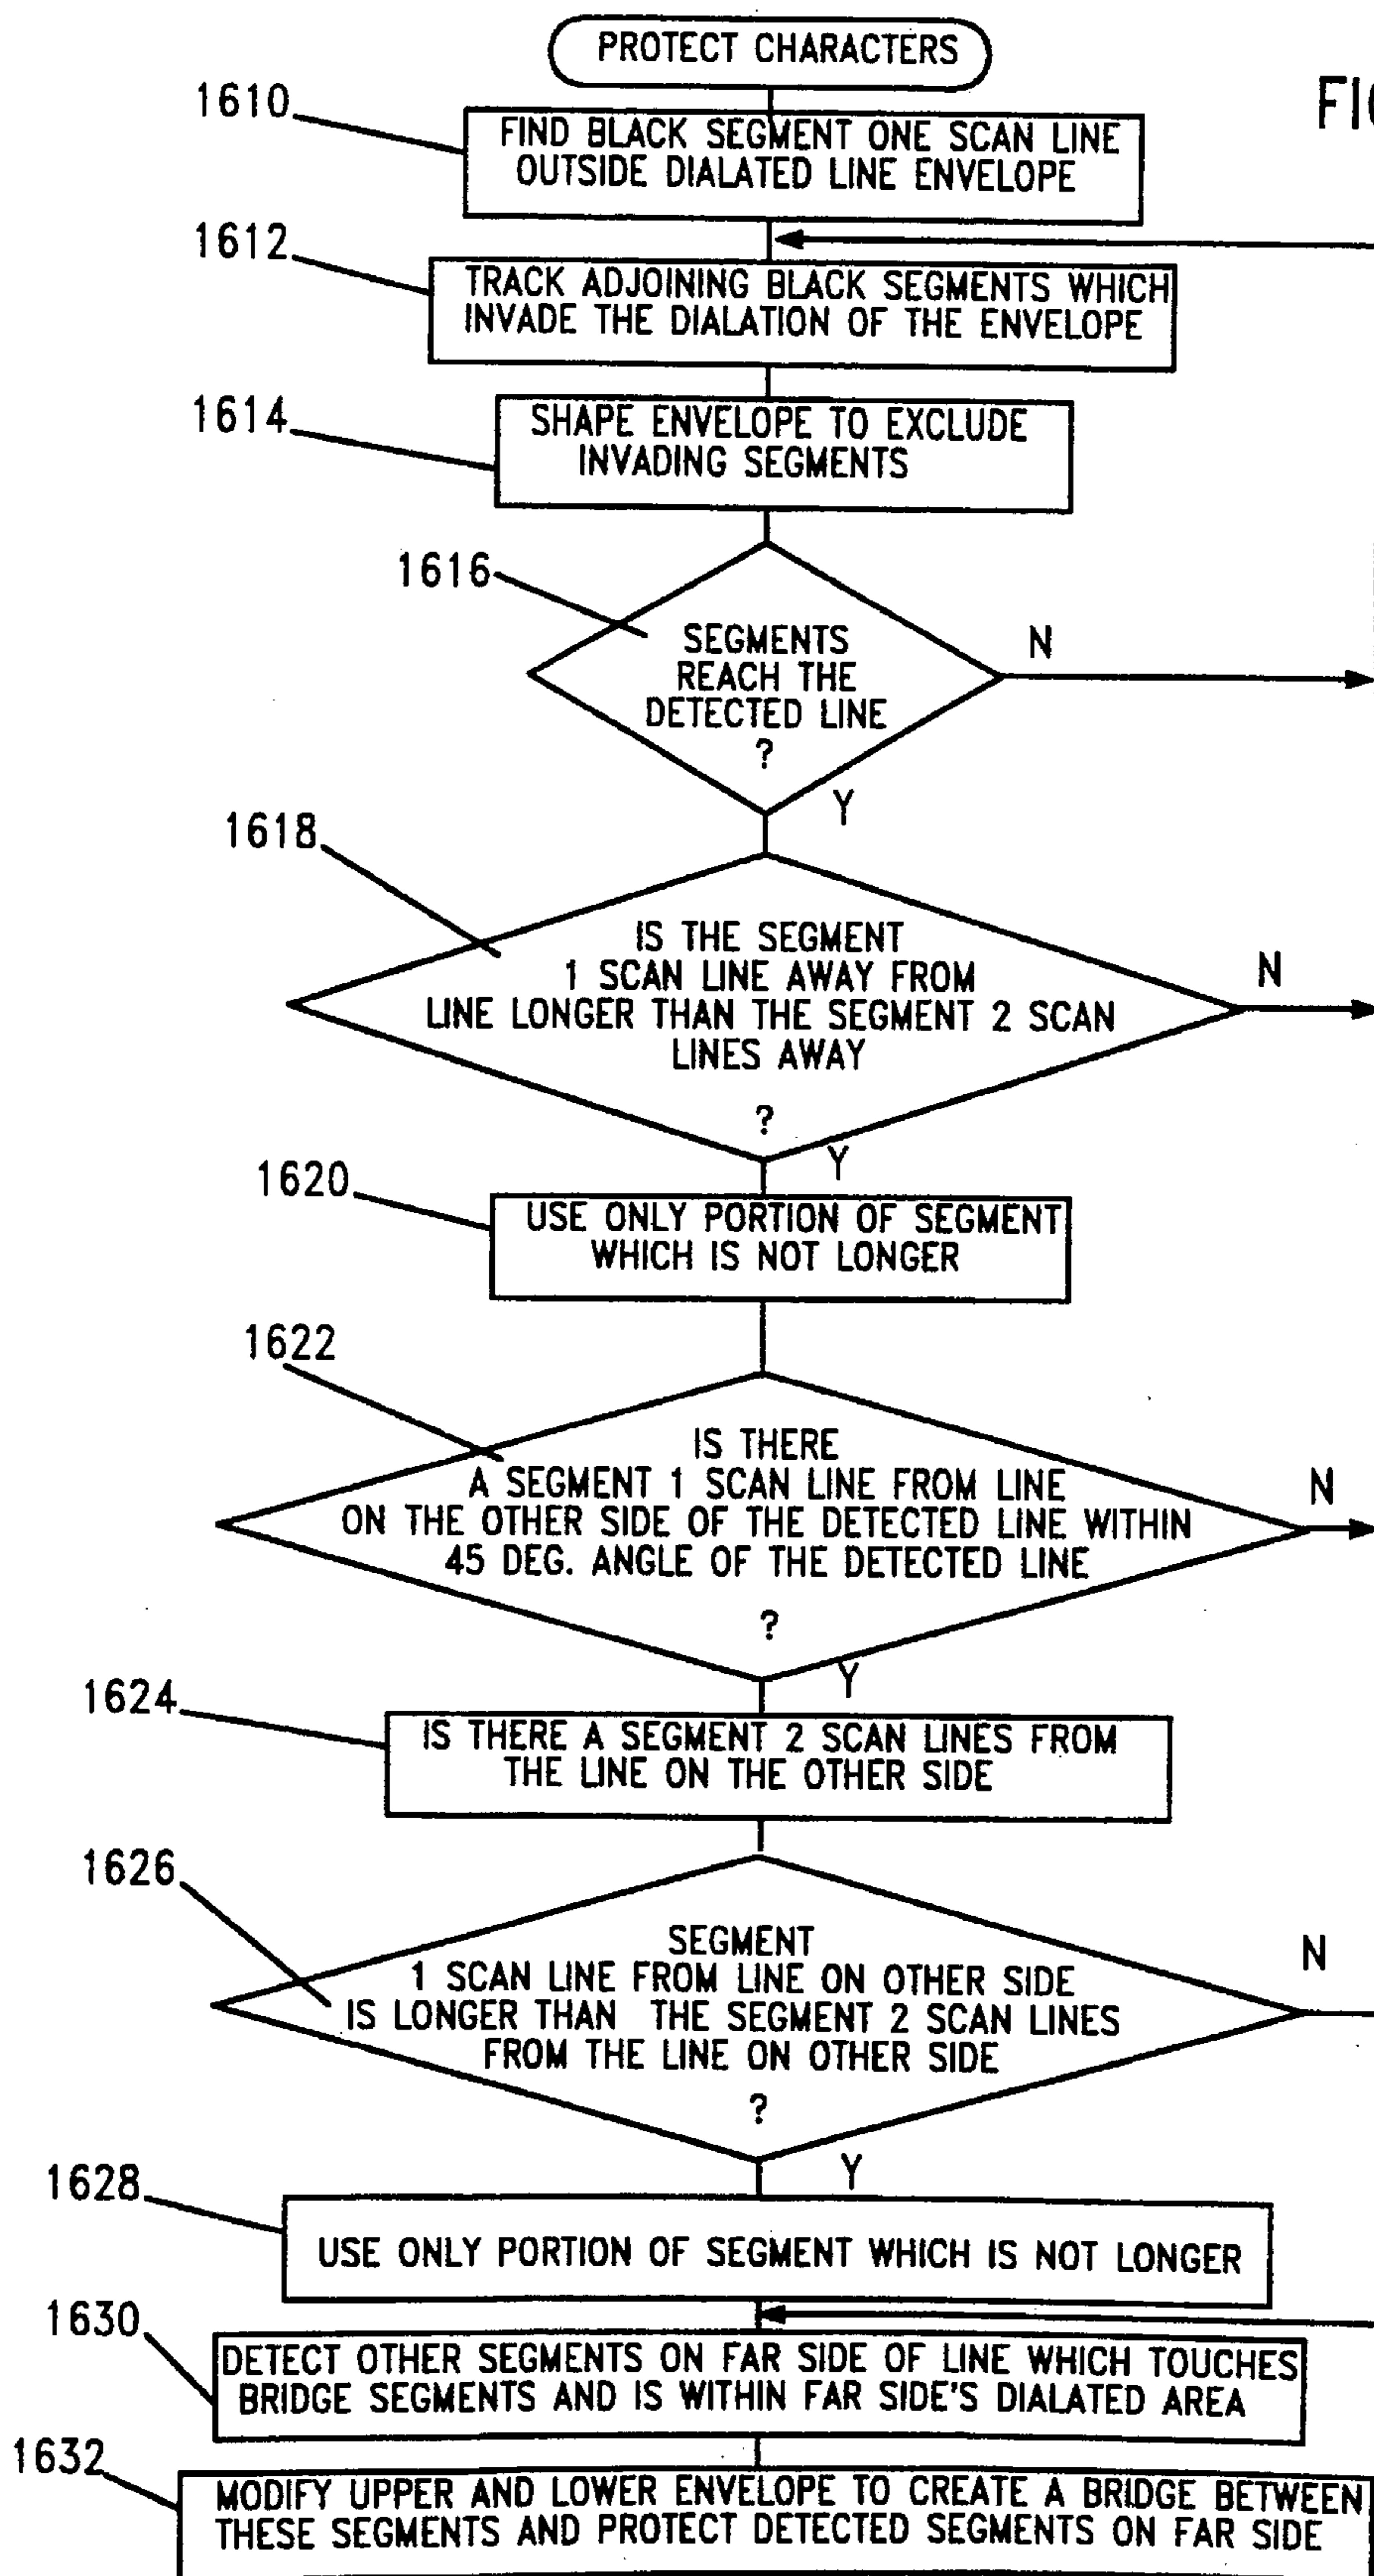 PROTECT CHARACTERS
FIG
1610
FIND BLACK SEGMENT ONE SCAN LINE
OUTSIDE DIALATED LINE ENVELOPE
1612
TRACK ADJOINING BLACK SEGMENTS WHICH
INVADE THE DIALATION OF THE ENVELOPE
1614
SHAPE ENVELOPE TO EXCLUDE
INVADING SEGMENTS
1616
SEGMENTS
REACH THE
DETECTED LINE
?
N
Y
1618
IS THE SEGMENT
1 SCAN LINE AWAY FROM
LINE LONGER THAN THE SEGMENT 2 SCAN
LINES AWAY
?
N
Y
1620
USE ONLY PORTION OF SEGMENT
WHICH IS NOT LONGER
1622
IS THERE
A SEGMENT 1 SCAN LINE FROM LINE
ON THE OTHER SIDE OF THE DETECTED LINE WITHIN
45 DEG. ANGLE OF THE DETECTED LINE
?
N
Y
1624
IS THERE A SEGMENT 2 SCAN LINES FROM
THE LINE ON THE OTHER SIDE
1626
SEGMENT
1 SCAN LINE FROM LINE ON OTHER SIDE
IS LONGER THAN THE SEGMENT 2 SCAN LINES
FROM THE LINE ON OTHER SIDE
?
N
Y
1628
USE ONLY PORTION OF SEGMENT WHICH IS NOT LONGER
1630
DETECT OTHER SEGMENTS ON FAR SIDE OF LINE WHICH TOUCHES
BRIDGE SEGMENTS AND IS WITHIN FAR SIDE'S DIALATED AREA
1632
MODIFY UPPER AND LOWER ENVELOPE TO CREATE A BRIDGE BETWEEN
THESE SEGMENTS AND PROTECT DETECTED SEGMENTS ON FAR SIDE